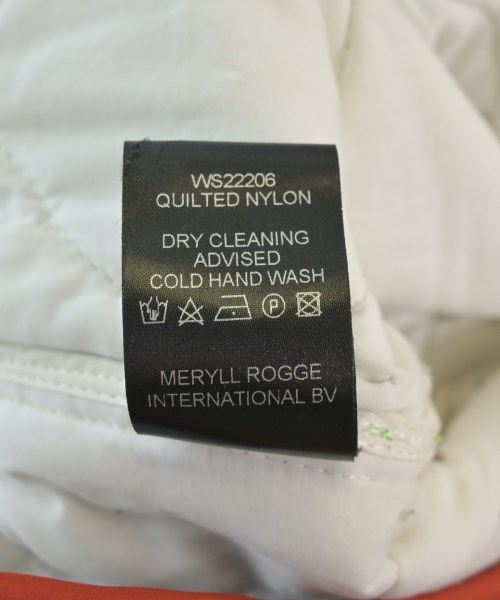 WS22206
QUILTED NYLON
DRY CLEANING
ADVISED
COLD HAND WASH
P
MERYLL ROGGE
INTERNATIONAL BV